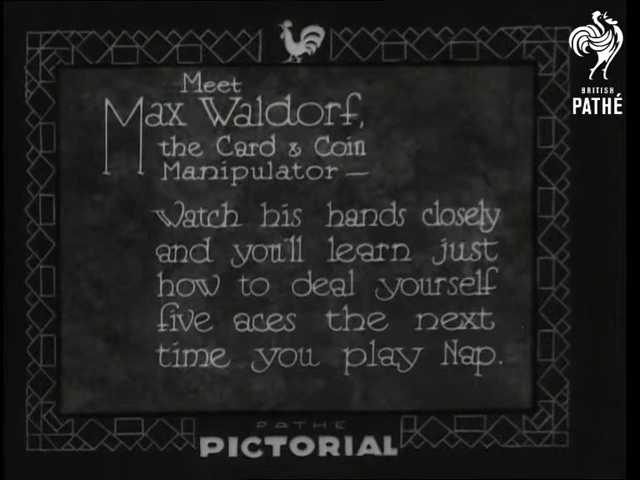 BRITISH
PATHÉ
Meet
Max Waldorf,
the Card & Coin
Manipulator —
Watch his hands closely
and you'll learn just
how to deal yourself
five aces the next
time you play Nap.
PATHE
PICTORIAL